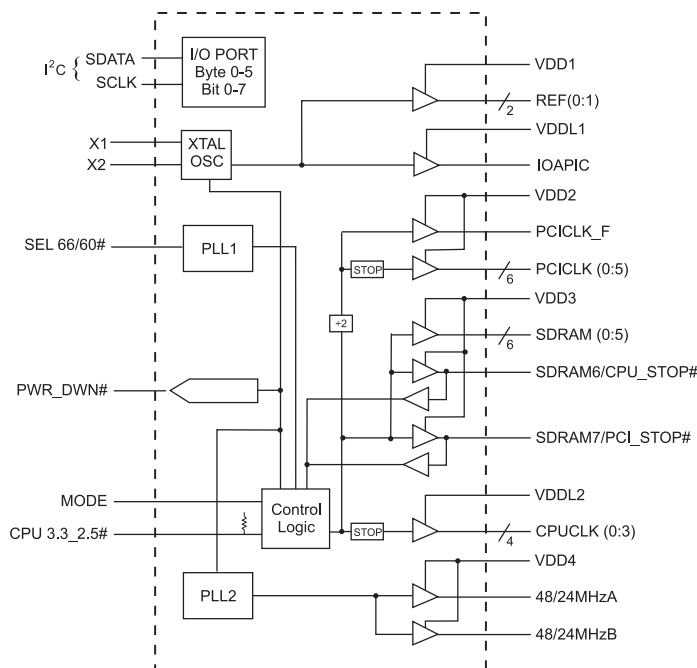 I²C { SDATA
SCLK
I/O PORT
Byte 0-5
Bit 0-7
VDD1
REF(0:1)
2
VDDL1
X1
X2
XTAL
OSC
IOAPIC
VDD2
SEL 66/60#
PLL1
PCICLK_F
STOP
PCICLK (0:5)
6
VDD3
÷2
SDRAM (0:5)
6
SDRAM6/CPU_STOP#
PWR_DWN#
SDRAM7/PCI_STOP#
MODE
CPU 3.3_2.5#
Control
Logic
VDDL2
STOP
CPUCLK (0:3)
4
VDD4
PLL2
48/24MHzA
48/24MHzB